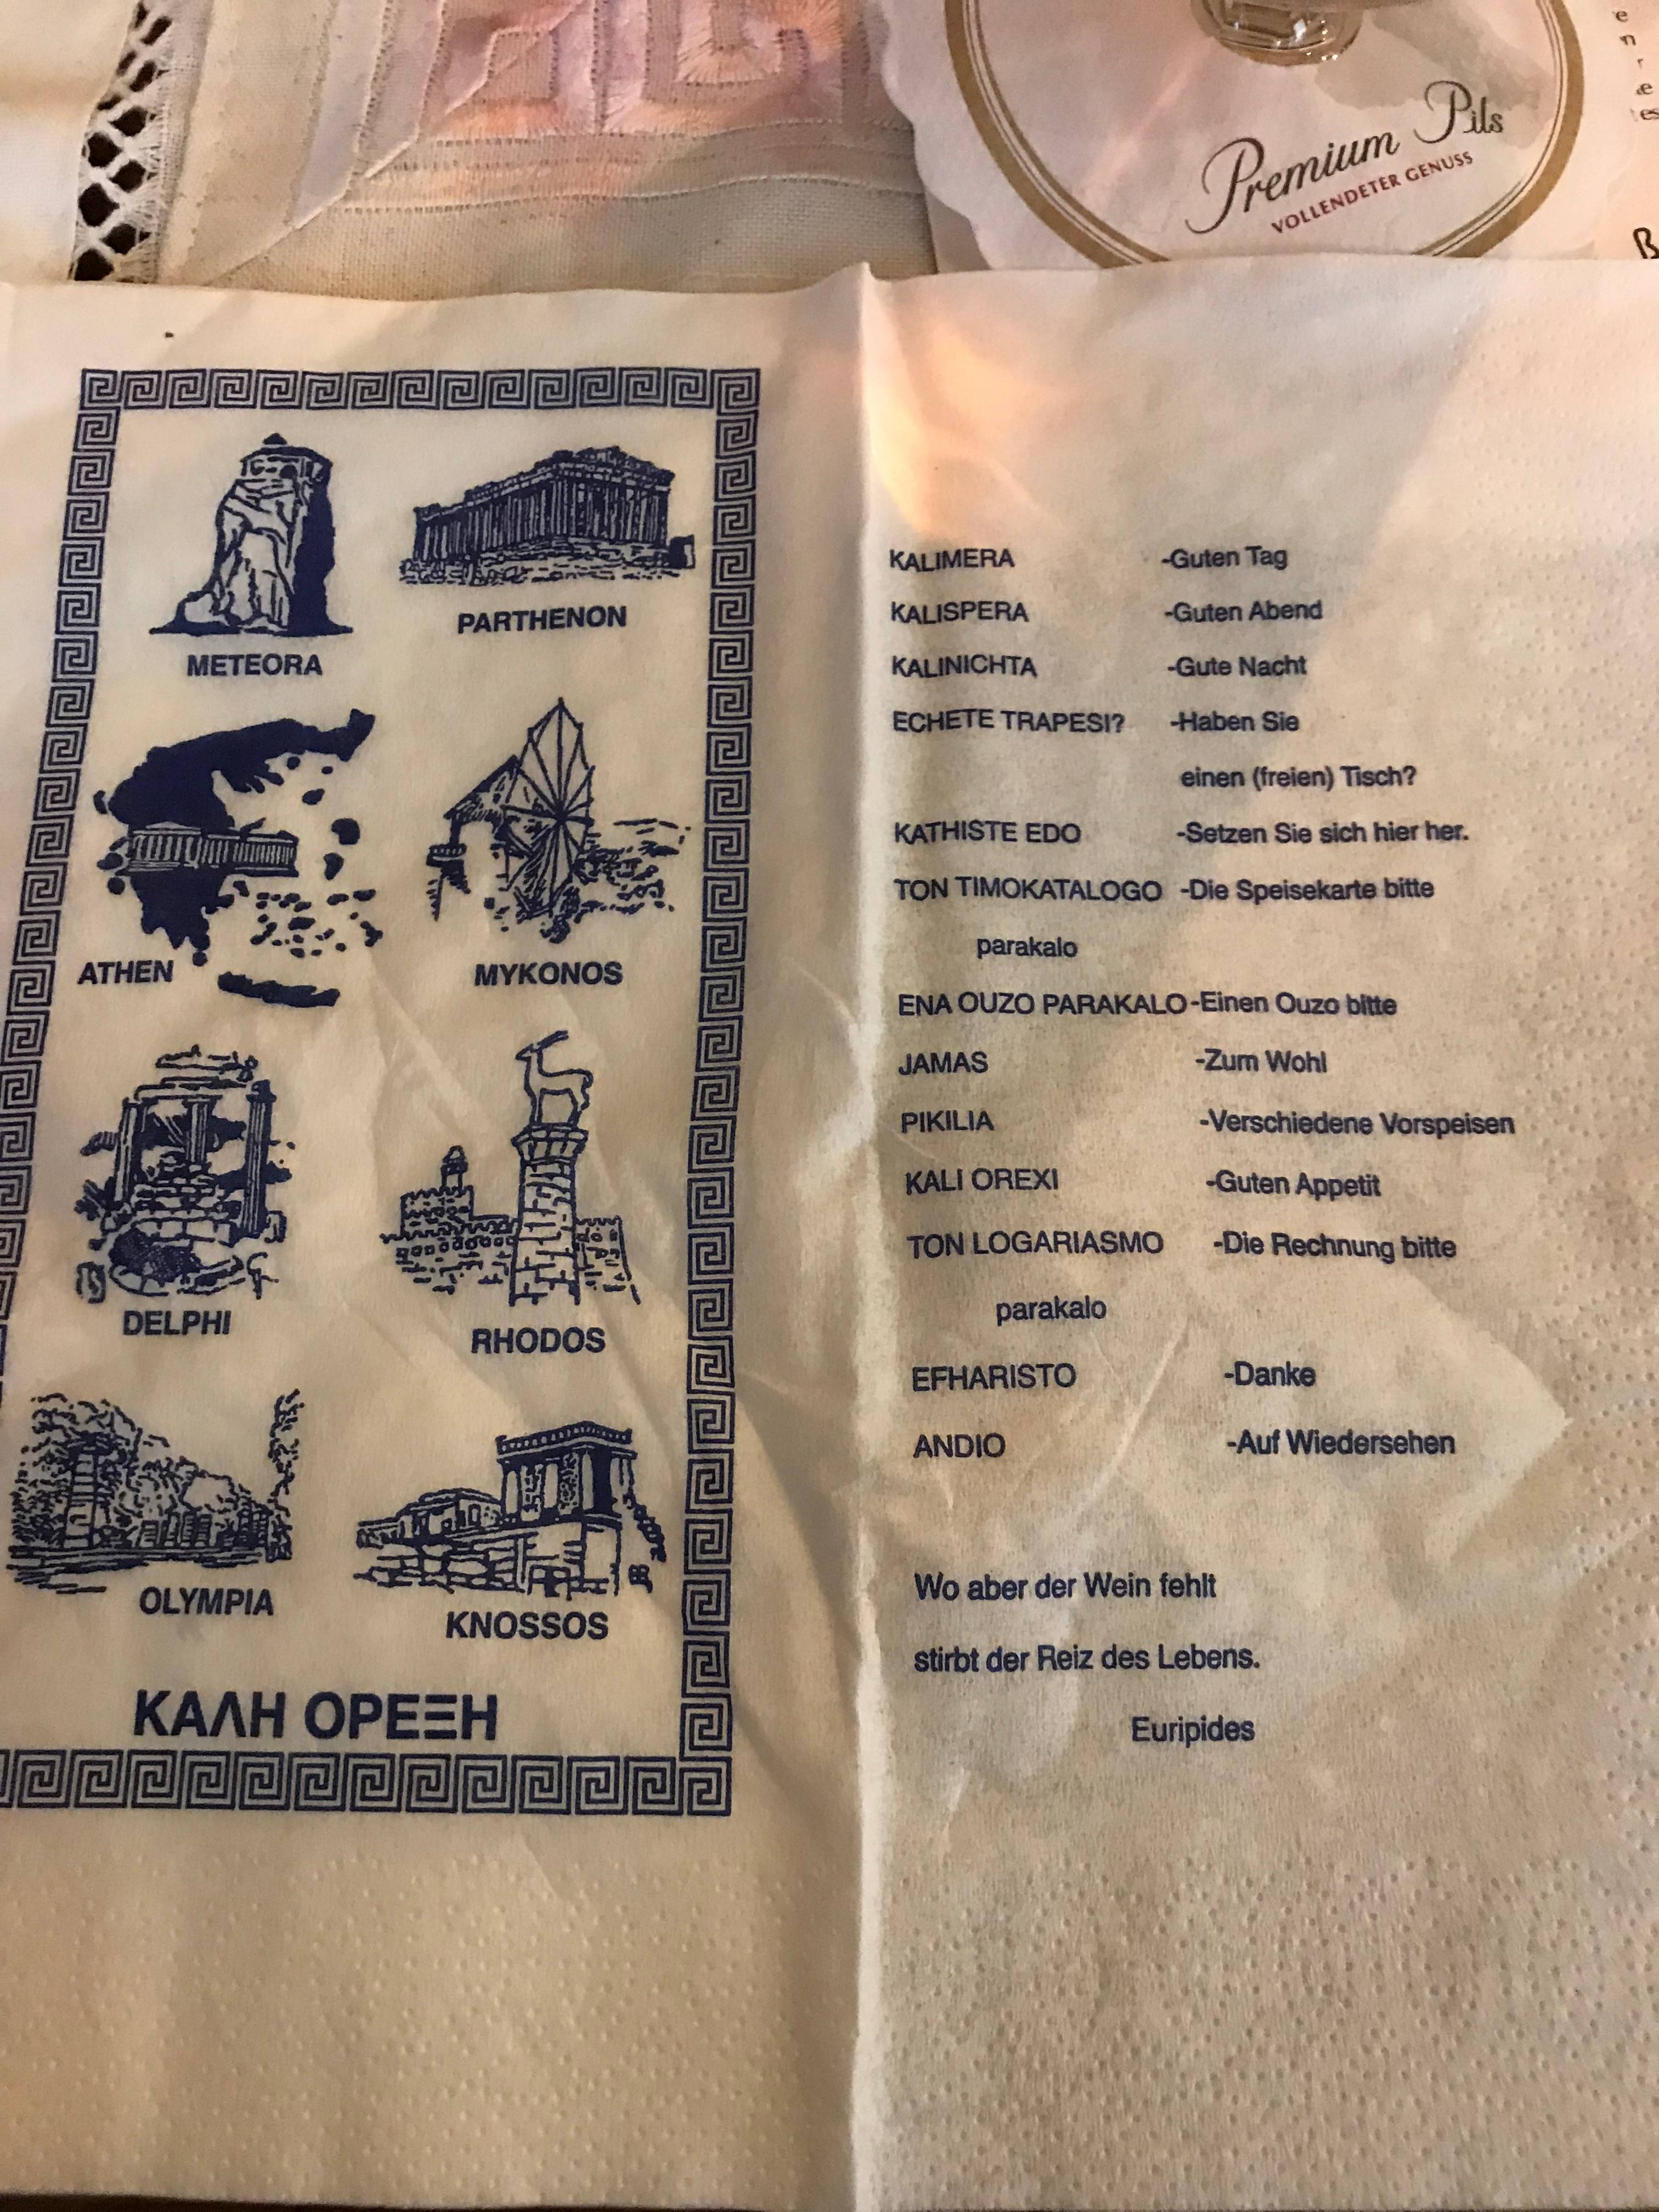 Premium Pils
VOLLENDETER GENUSS
METEORA
PARTHENON
ATHEN
MYKONOS
DELPHI
RHODOS
OLYMPIA
KNOSSOS
ΚΑΛΗ ΟΡΕΞΗ
KALIMERA -Guten Tag
KALISPERA -Guten Abend
KALINICHTA -Gute Nacht
ECHETE TRAPESI? -Haben Sie
einen (freien) Tisch?
KATHISTE EDO -Setzen Sie sich hier her.
TON TIMOKATALOGO -Die Speisekarte bitte
parakalo
ENA OUZO PARAKALO -Einen Ouzo bitte
JAMAS -Zum Wohl
PIKILIA -Verschiedene Vorspeisen
KALI OREXI -Guten Appetit
TON LOGARIASMO -Die Rechnung bitte
parakalo
EFHARISTO -Danke
ANDIO -Auf Wiedersehen
Wo aber der Wein fehlt
stirbt der Reiz des Lebens.
Euripides